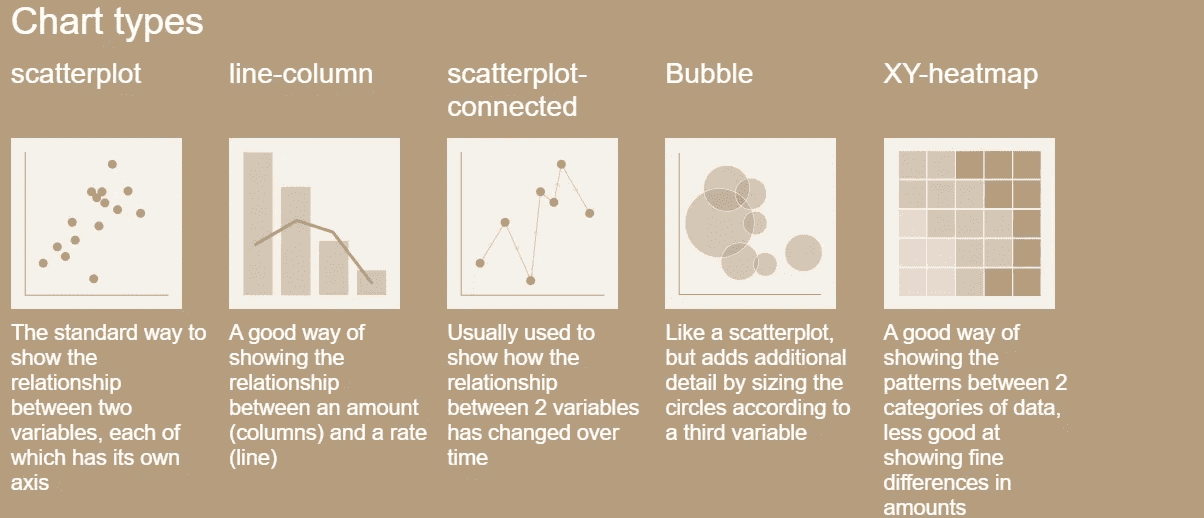 Chart types
scatterplot
The standard way to
show the
relationship
between two
variables, each of
which has its own
axis
line-column
A good way of
showing the
relationship
between an amount
(columns) and a rate
(line)
scatterplot-
connected
Usually used to
show how the
relationship
between 2 variables
has changed over
time
Bubble
Like a scatterplot,
but adds additional
detail by sizing the
circles according to
a third variable
XY-heatmap
A good way of
showing the
patterns between 2
categories of data,
less good at
showing fine
differences in
amounts